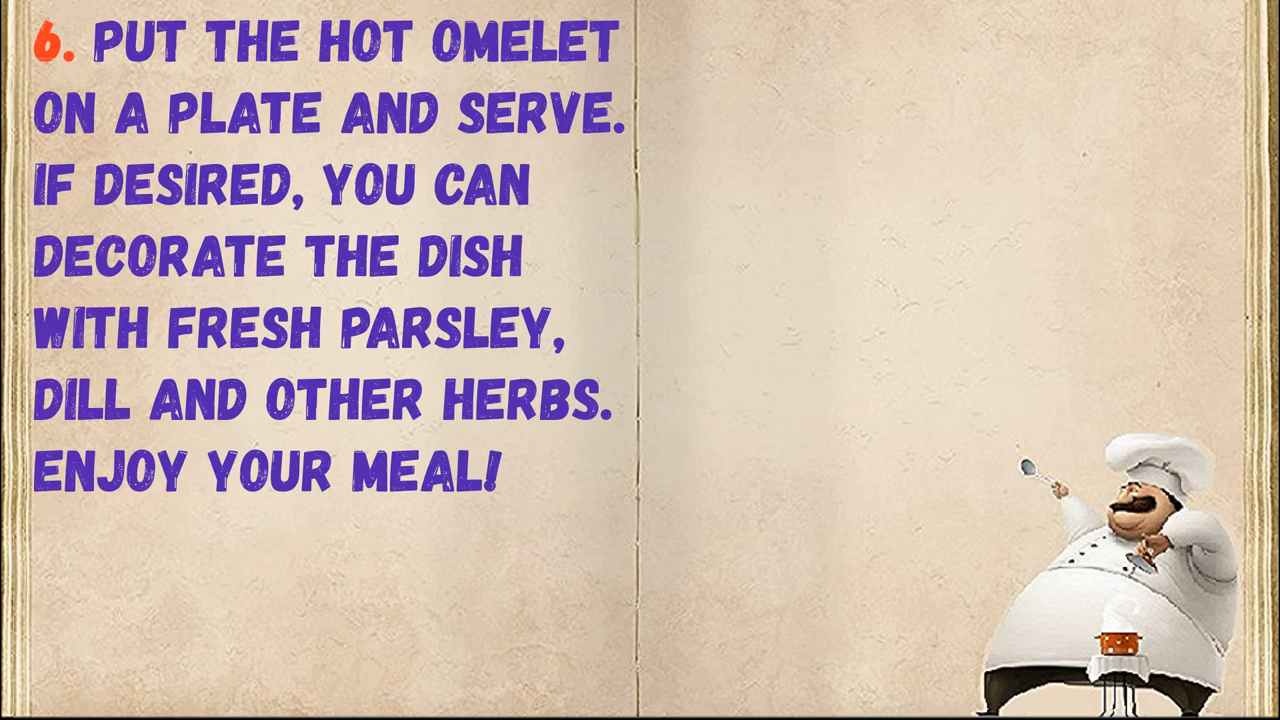 6. PUT THE HOT OMELET
ON A PLATE AND SERVE.
IF DESIRED, YOU CAN
DECORATE THE DISH
WITH FRESH PARSLEY,
DILL AND OTHER HERBS.
ENJOY YOUR MEAL!